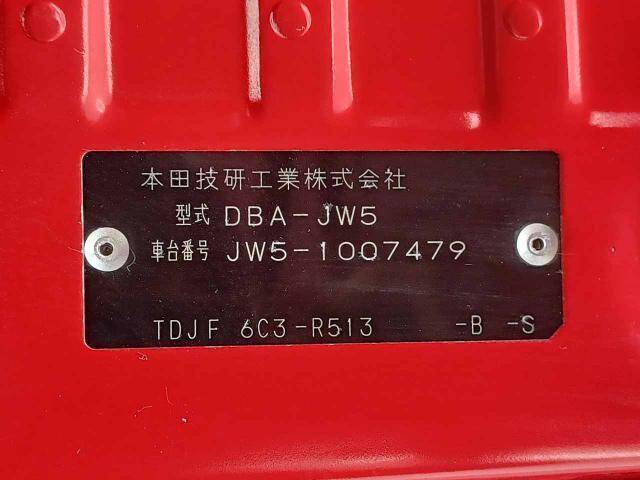 本田技研工業株式会社
型式 DBA-JW5
車台番号 JW5-1007479
TDJF 6C3-R513 -B -S